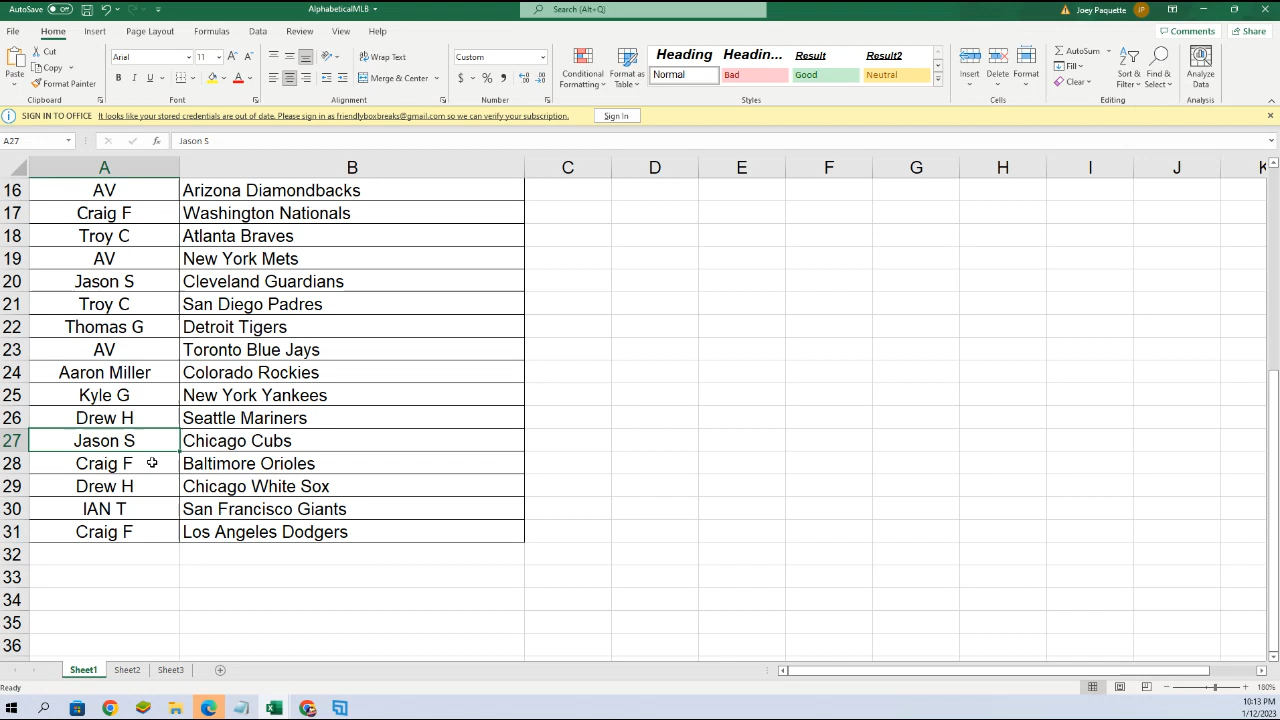 AutoSave Off AlphabeticalMLB Search (Alt+Q) Joey Paquette JP
File Home Insert Page Layout Formulas Data Review View Help Comments Share
Paste Cut Copy Format Painter Clipboard
Arial 11 B I U A Font
Wrap Text Merge & Center Alignment
Custom $ % Number
Conditional Formatting Format as Table
Heading Headin... Result Result2
Normal Bad Good Neutral Styles
Insert Delete Format Cells
AutoSum Fill Clear Sort & Filter Find & Select Editing
Analyze Data Analysis
SIGN IN TO OFFICE It looks like your stored credentials are out of date. Please sign in as friendlyboxbreaks@gmail.com so we can verify your subscription. Sign In
A27 fx Jason S
A B C D E F G H I J K
16 AV Arizona Diamondbacks
17 Craig F Washington Nationals
18 Troy C Atlanta Braves
19 AV New York Mets
20 Jason S Cleveland Guardians
21 Troy C San Diego Padres
22 Thomas G Detroit Tigers
23 AV Toronto Blue Jays
24 Aaron Miller Colorado Rockies
25 Kyle G New York Yankees
26 Drew H Seattle Mariners
27 Jason S Chicago Cubs
28 Craig F Baltimore Orioles
29 Drew H Chicago White Sox
30 IAN T San Francisco Giants
31 Craig F Los Angeles Dodgers
32
33
34
35
36
Sheet1 Sheet2 Sheet3
Ready 180%
10:13 PM
1/12/2023